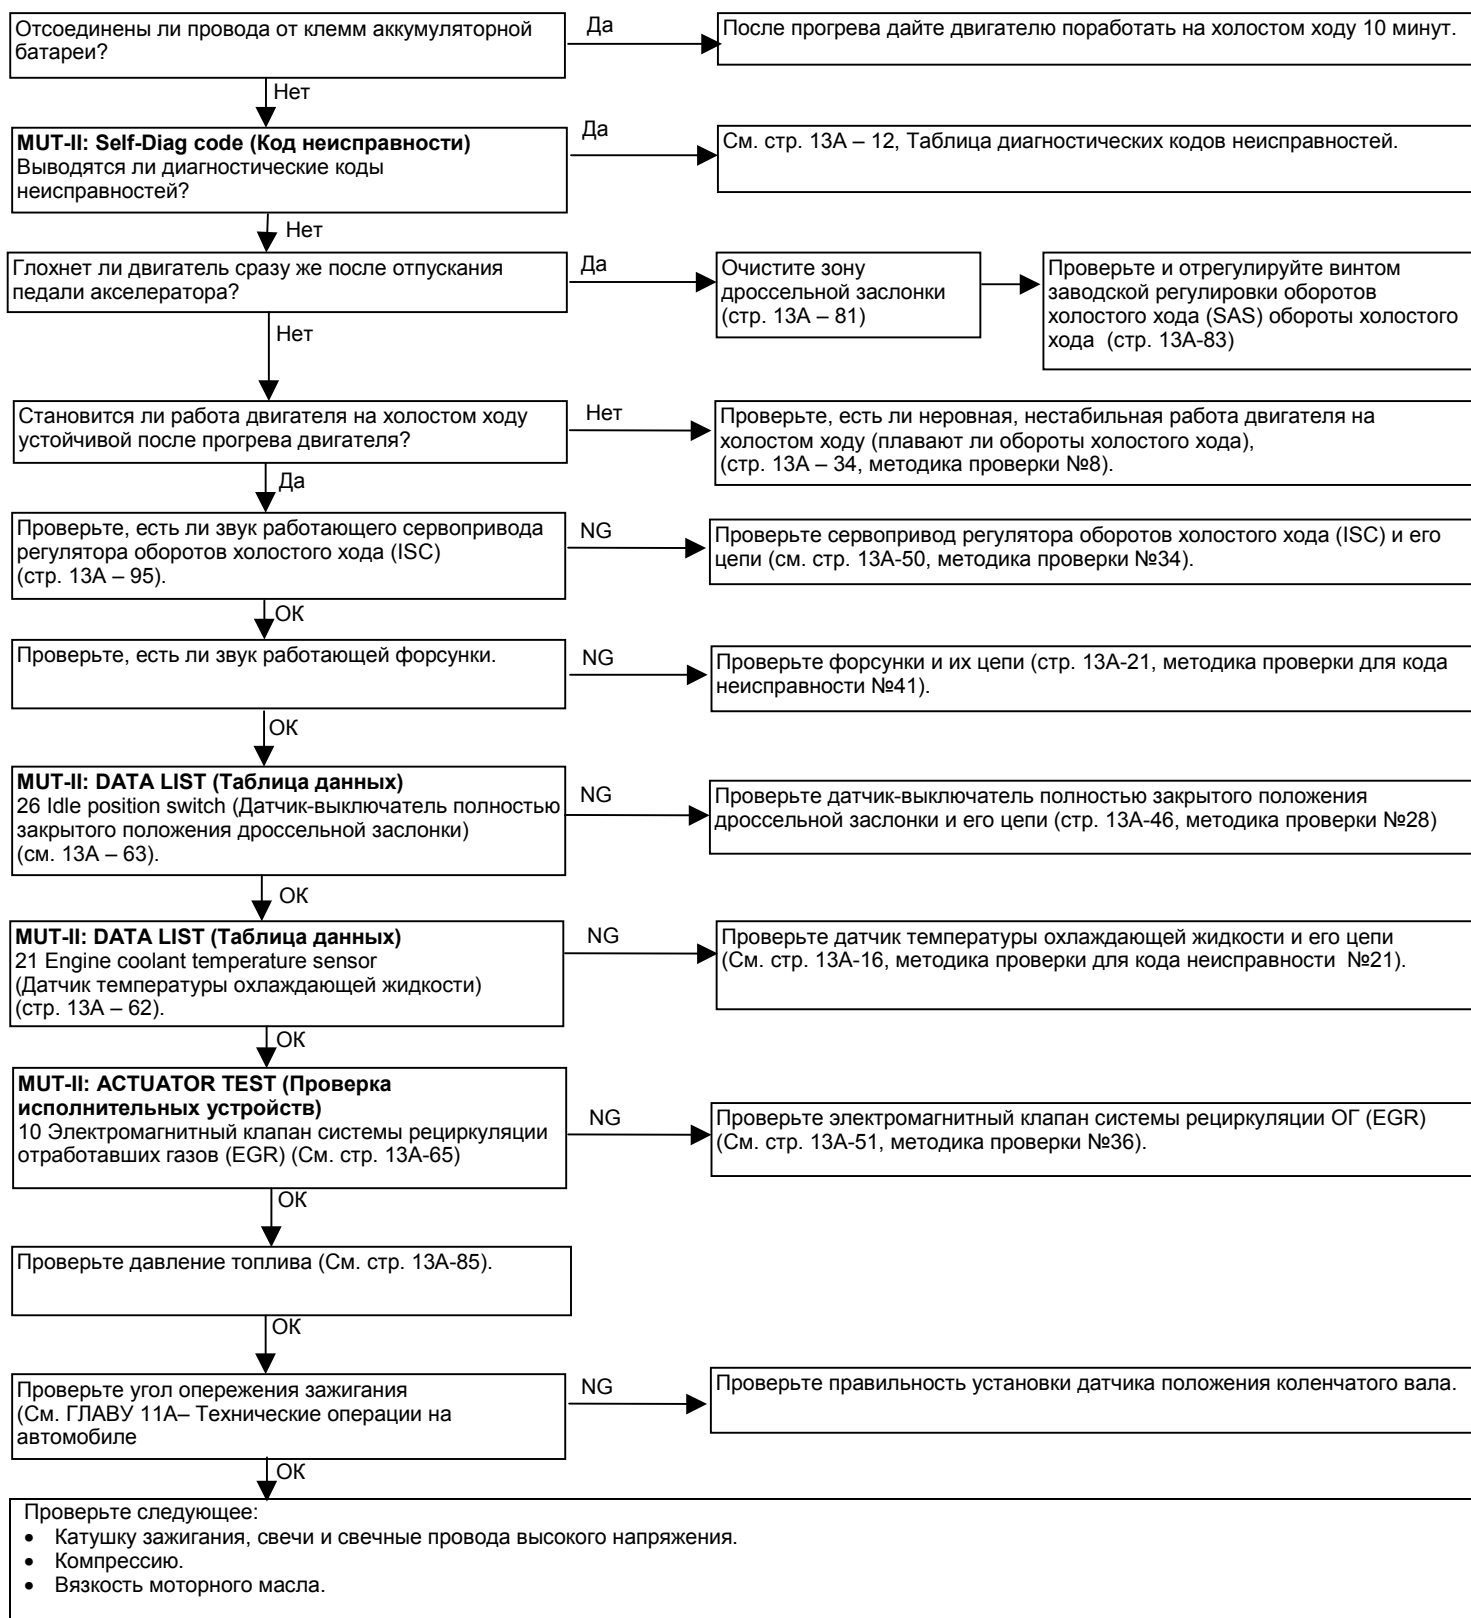 Отсоединены ли провода от клемм аккумуляторной
батареи?
Да
После прогрева дайте двигателю поработать на холостом ходу 10 минут.
Нет
MUT-II: Self-Diag code (Код неисправности)
Выводятся ли диагностические коды
неисправностей?
Да
См. стр. 13А – 12, Таблица диагностических кодов неисправностей.
Нет
Глохнет ли двигатель сразу же после отпускания
педали акселератора?
Да
Очистите зону
дроссельной заслонки
(стр. 13А – 81)
Проверьте и отрегулируйте винтом
заводской регулировки оборотов
холостого хода (SAS) обороты холостого
хода  (стр. 13А-83)
Нет
Становится ли работа двигателя на холостом ходу
устойчивой после прогрева двигателя?
Нет
Проверьте, есть ли неровная, нестабильная работа двигателя на
холостом ходу (плавают ли обороты холостого хода),
(стр. 13А – 34, методика проверки №8).
Да
Проверьте, есть ли звук работающего сервопривода
регулятора оборотов холостого хода (ISC)
(стр. 13А – 95).
NG
Проверьте сервопривод регулятора оборотов холостого хода (ISC) и его
цепи (см. стр. 13А-50, методика проверки №34).
ОК
Проверьте, есть ли звук работающей форсунки.
NG
Проверьте форсунки и их цепи (стр. 13А-21, методика проверки для кода
неисправности №41).
ОК
MUT-II: DATA LIST (Таблица данных)
26 Idle position switch (Датчик-выключатель полностью
закрытого положения дроссельной заслонки)
(см. 13А – 63).
NG
Проверьте датчик-выключатель полностью закрытого положения
дроссельной заслонки и его цепи (стр. 13А-46, методика проверки №28)
ОК
MUT-II: DATA LIST (Таблица данных)
21 Engine coolant temperature sensor
(Датчик температуры охлаждающей жидкости)
(стр. 13А – 62).
NG
Проверьте датчик температуры охлаждающей жидкости и его цепи
(См. стр. 13А-16, методика проверки для кода неисправности  №21).
ОК
MUT-II: ACTUATOR TEST (Проверка
исполнительных устройств)
10 Электромагнитный клапан системы рециркуляции
отработавших газов (EGR) (См. стр. 13А-65)
NG
Проверьте электромагнитный клапан системы рециркуляции ОГ (EGR)
(См. стр. 13А-51, методика проверки №36).
ОК
Проверьте давление топлива (См. стр. 13А-85).
ОК
Проверьте угол опережения зажигания
(См. ГЛАВУ 11А– Технические операции на
автомобиле
NG
Проверьте правильность установки датчика положения коленчатого вала.
ОК
Проверьте следующее:
• Катушку зажигания, свечи и свечные провода высокого напряжения.
• Компрессию.
• Вязкость моторного масла.